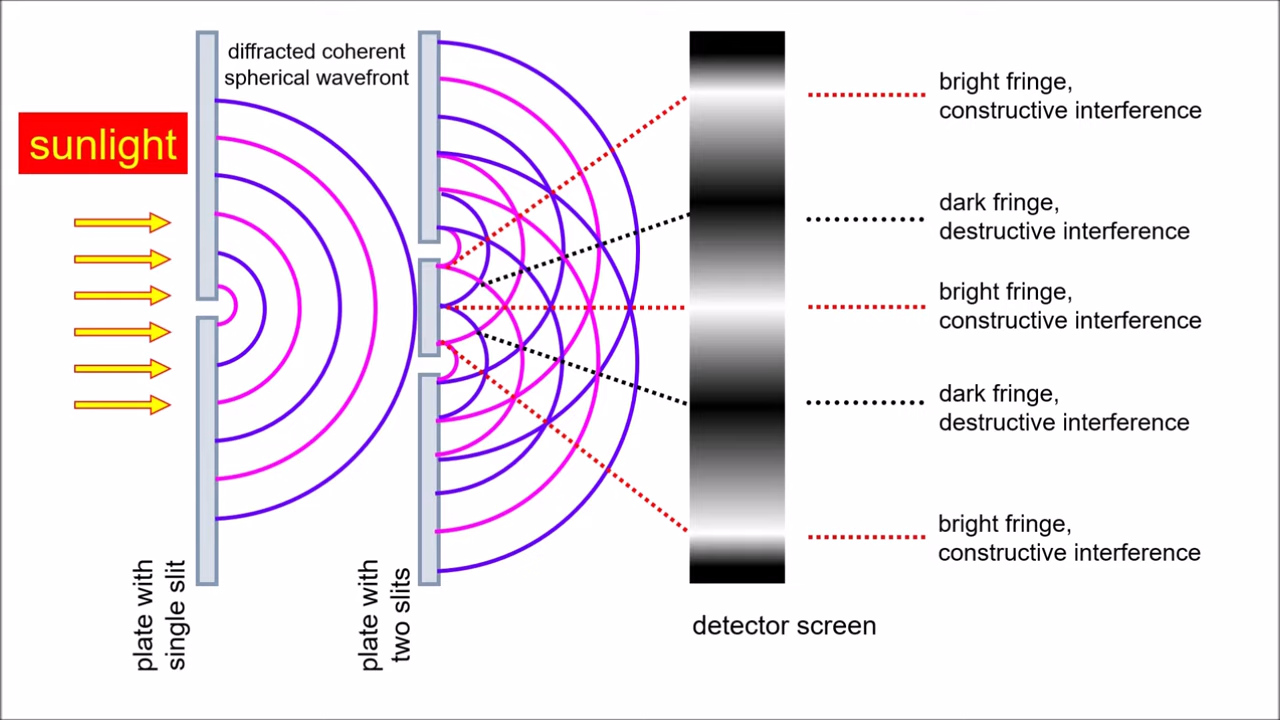 diffracted coherent
spherical wavefront
sunlight
bright fringe,
constructive interference
dark fringe,
destructive interference
bright fringe,
constructive interference
dark fringe,
destructive interference
bright fringe,
constructive interference
plate with
single slit
plate with
two slits
detector screen